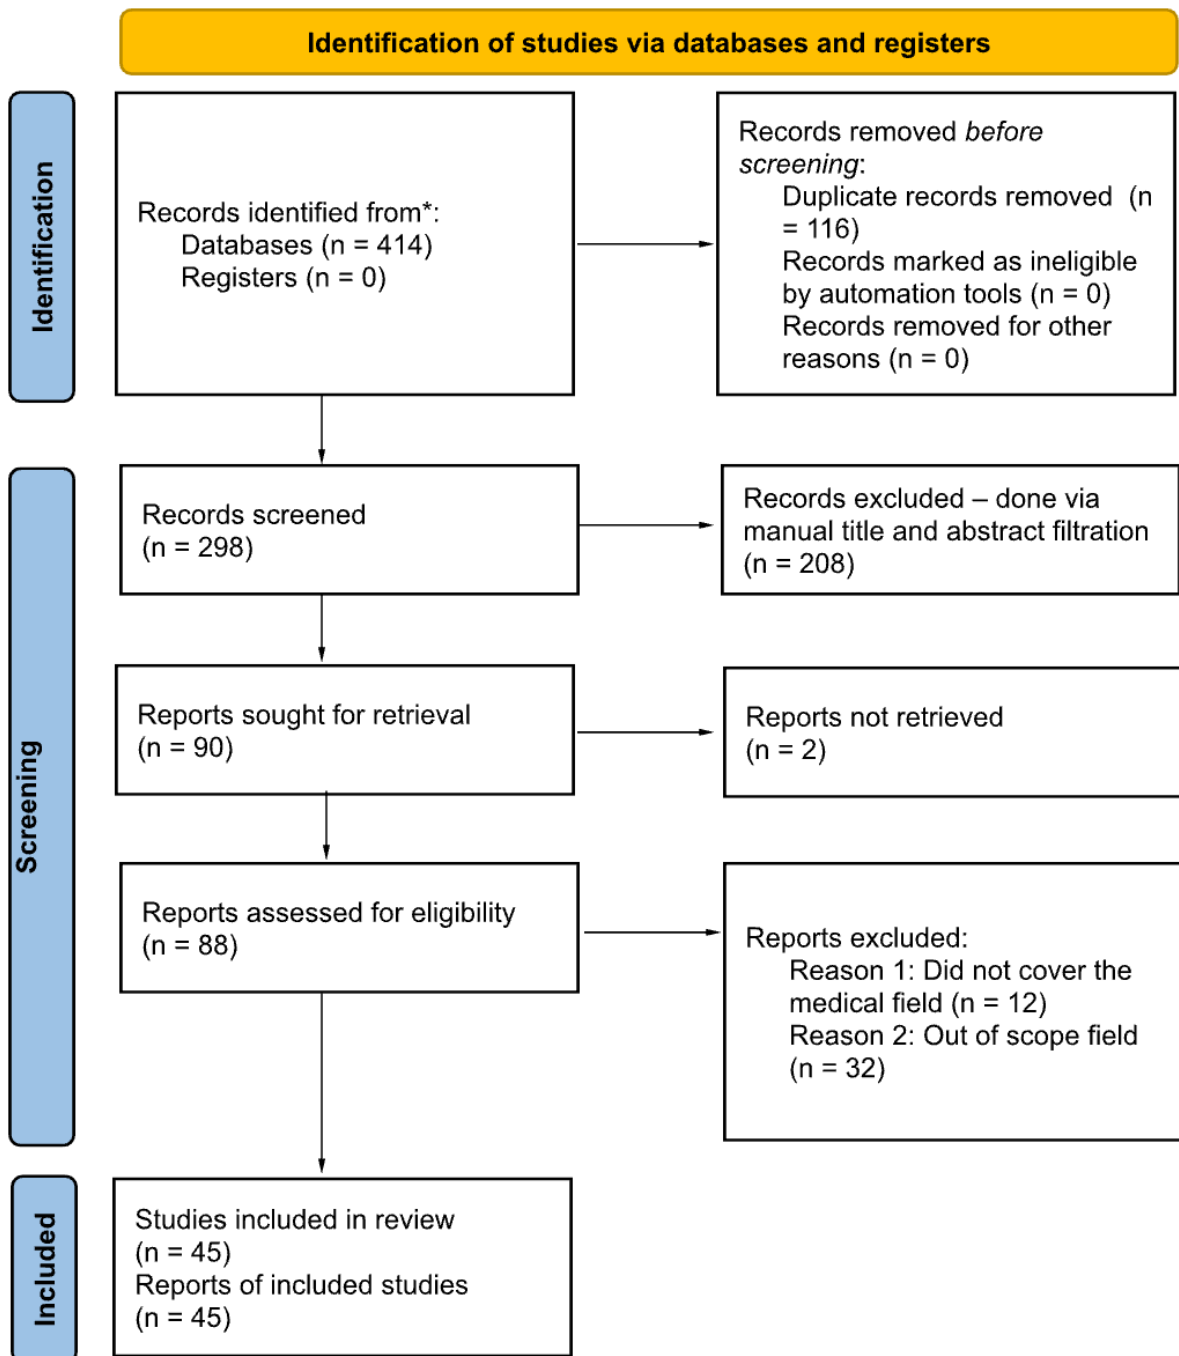 Identification of studies via databases and registers
Identification
Records identified from*:
Databases (n = 414)
Registers (n = 0)
Records removed before
screening:
Duplicate records removed  (n
= 116)
Records marked as ineligible
by automation tools (n = 0)
Records removed for other
reasons (n = 0)
Screening
Records screened
(n = 298)
Records excluded – done via
manual title and abstract filtration
(n = 208)
Reports sought for retrieval
(n = 90)
Reports not retrieved
(n = 2)
Reports assessed for eligibility
(n = 88)
Reports excluded:
Reason 1: Did not cover the
medical field (n = 12)
Reason 2: Out of scope field
(n = 32)
Included
Studies included in review
(n = 45)
Reports of included studies
(n = 45)